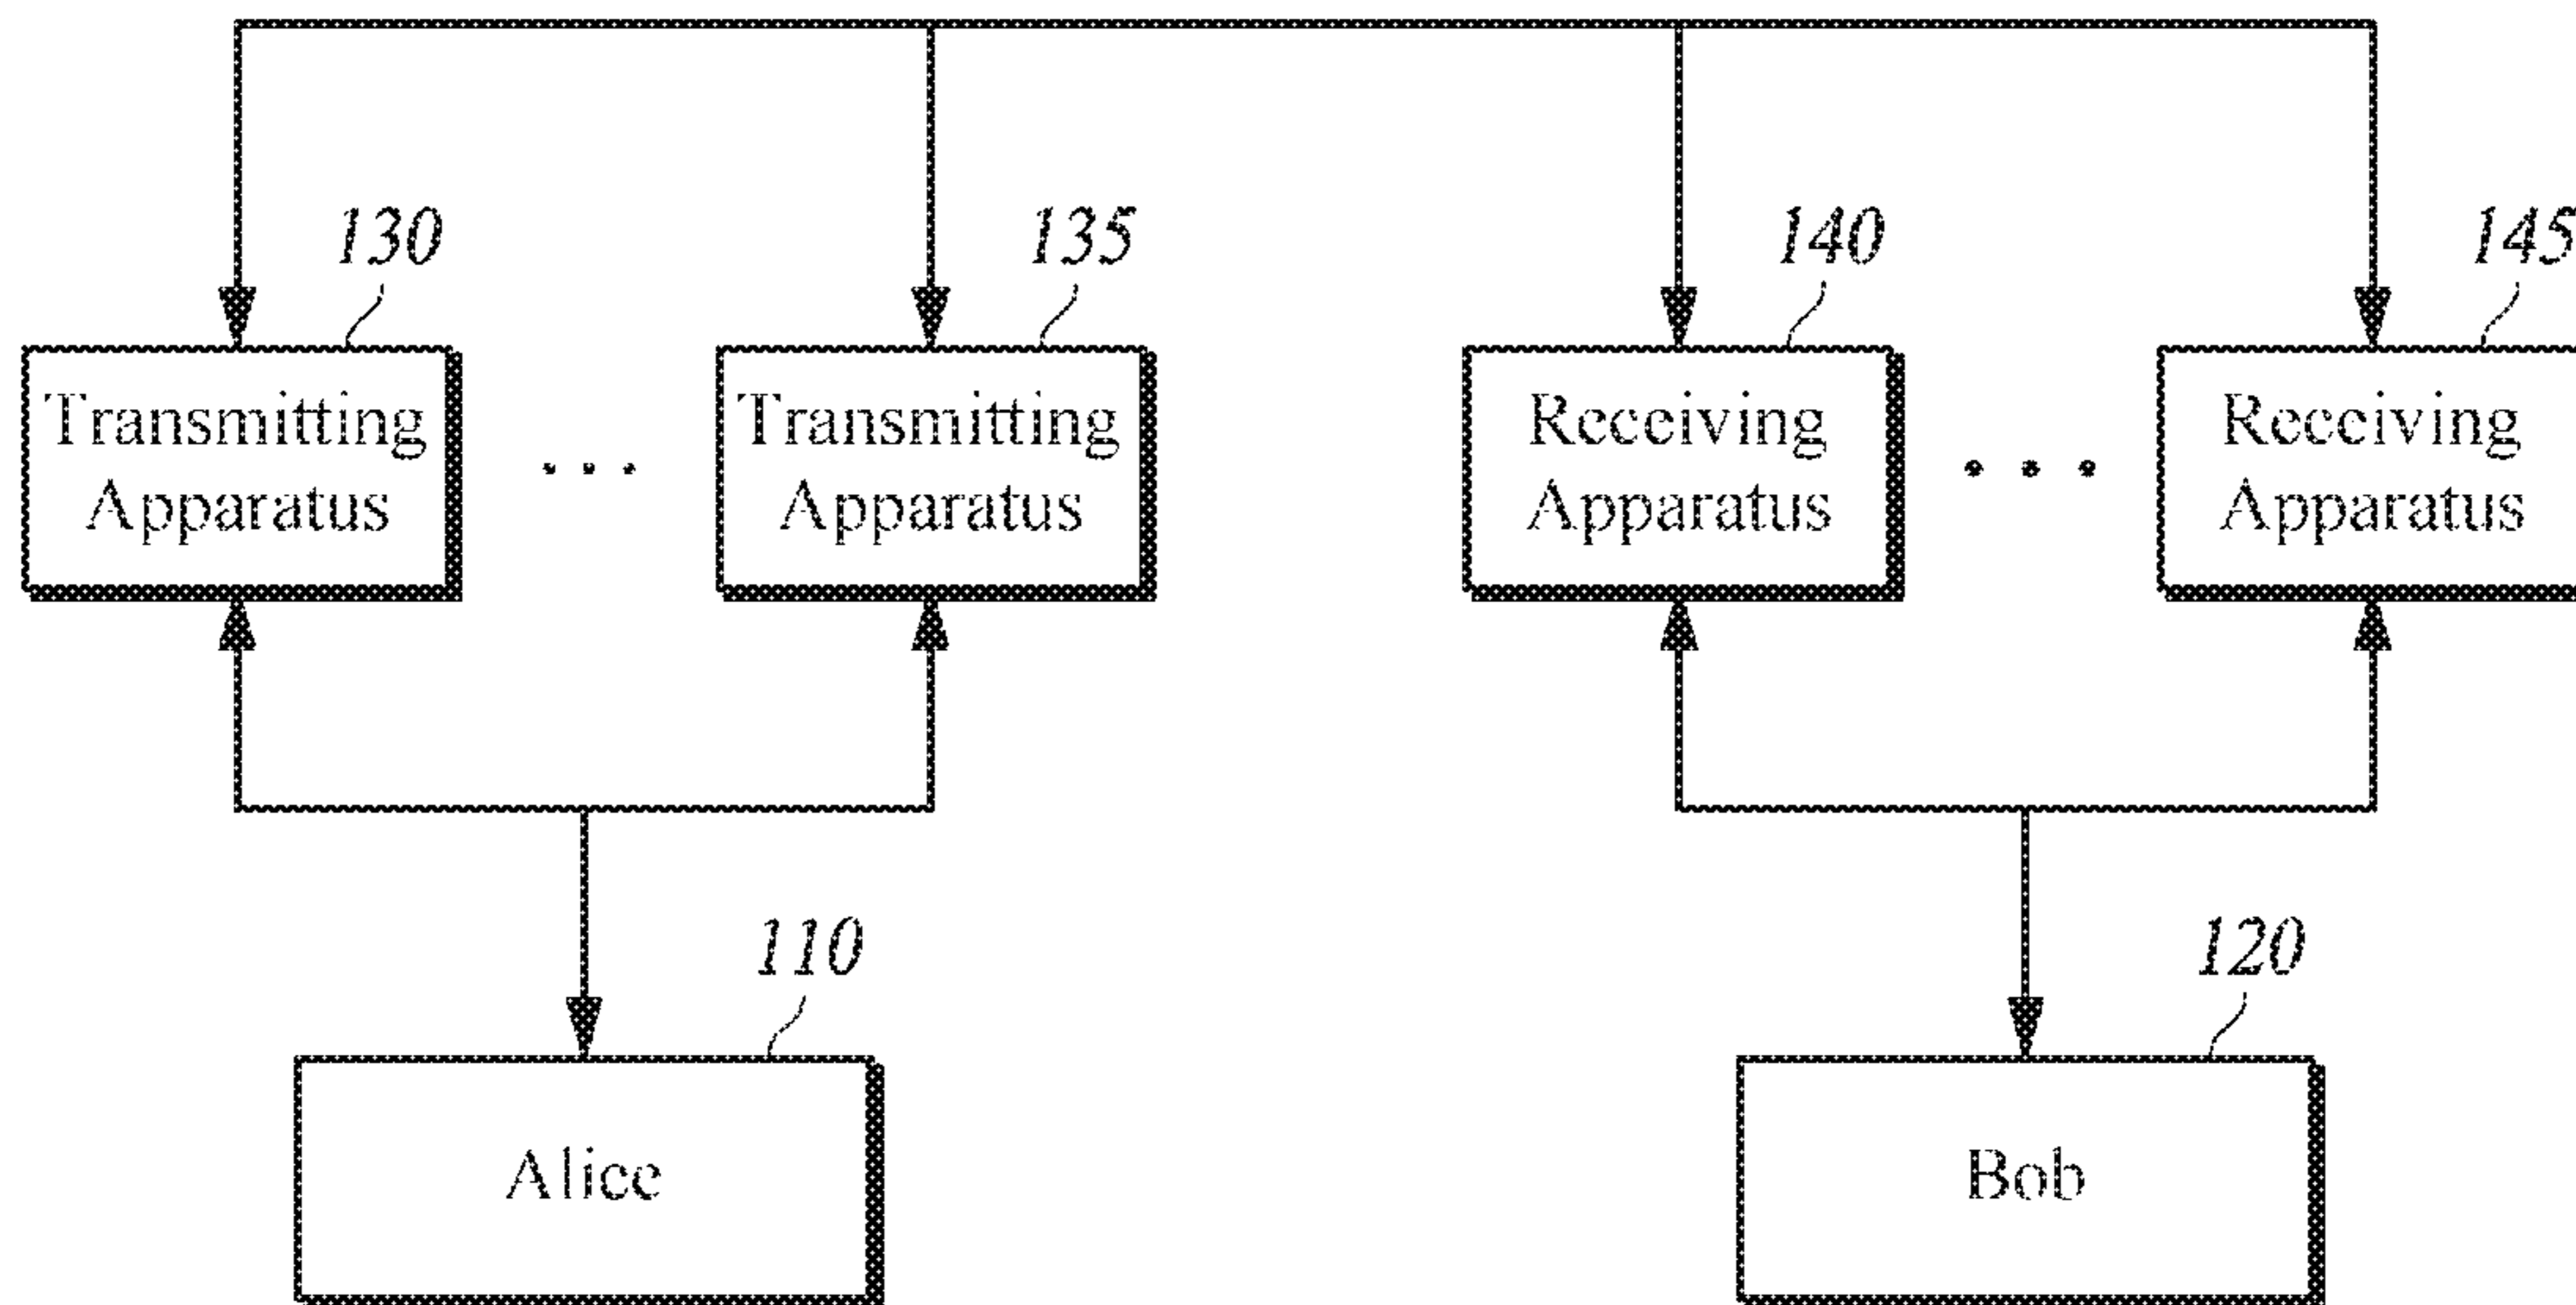 130
135
140
145
Transmitting
Apparatus
. . .
Transmitting
Apparatus
Receiving
Apparatus
. . .
Receiving
Apparatus
110
120
Alice
Bob